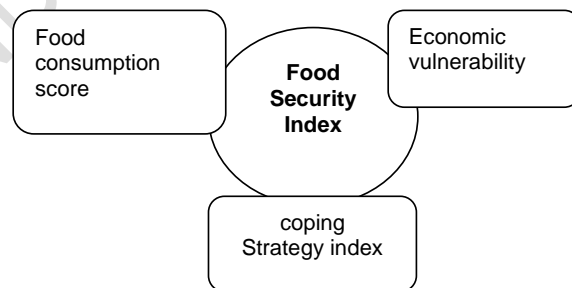 Food
consumption
score
Food
Security
Index
Economic
vulnerability
coping
Strategy index